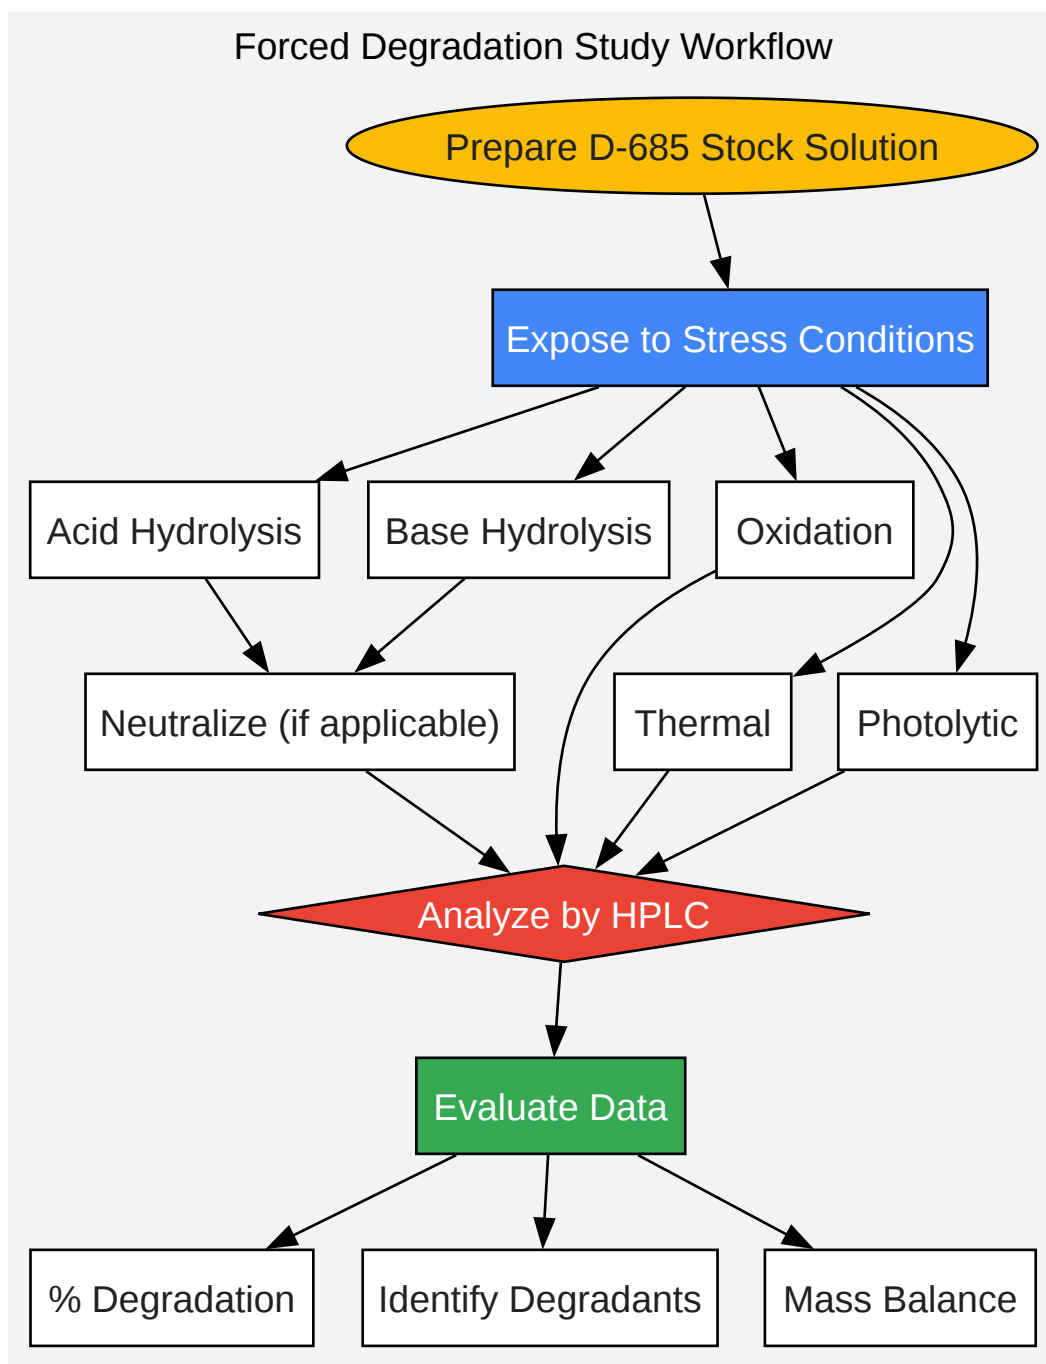 Forced Degradation Study Workflow
Prepare D-685 Stock Solution
Expose to Stress Conditions
Acid Hydrolysis
Base Hydrolysis
Oxidation
Neutralize (if applicable)
Thermal
Photolytic
Analyze by HPLC
Evaluate Data
% Degradation
Identify Degradants
Mass Balance